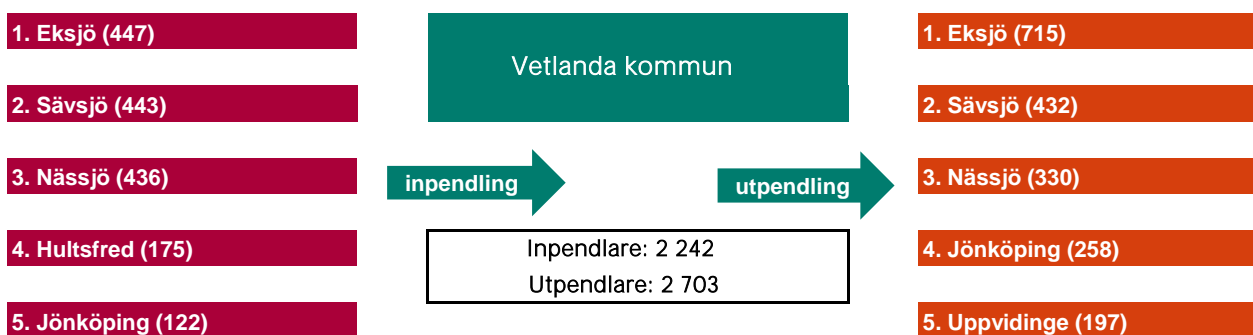 1. Eksjö (447)
2. Sävsjö (443)
3. Nässjö (436)
4. Hultsfred (175)
5. Jönköping (122)
Vetlanda kommun
inpendling
utpendling
Inpendlare: 2 242
Utpendlare: 2 703
1. Eksjö (715)
2. Sävsjö (432)
3. Nässjö (330)
4. Jönköping (258)
5. Uppvidinge (197)